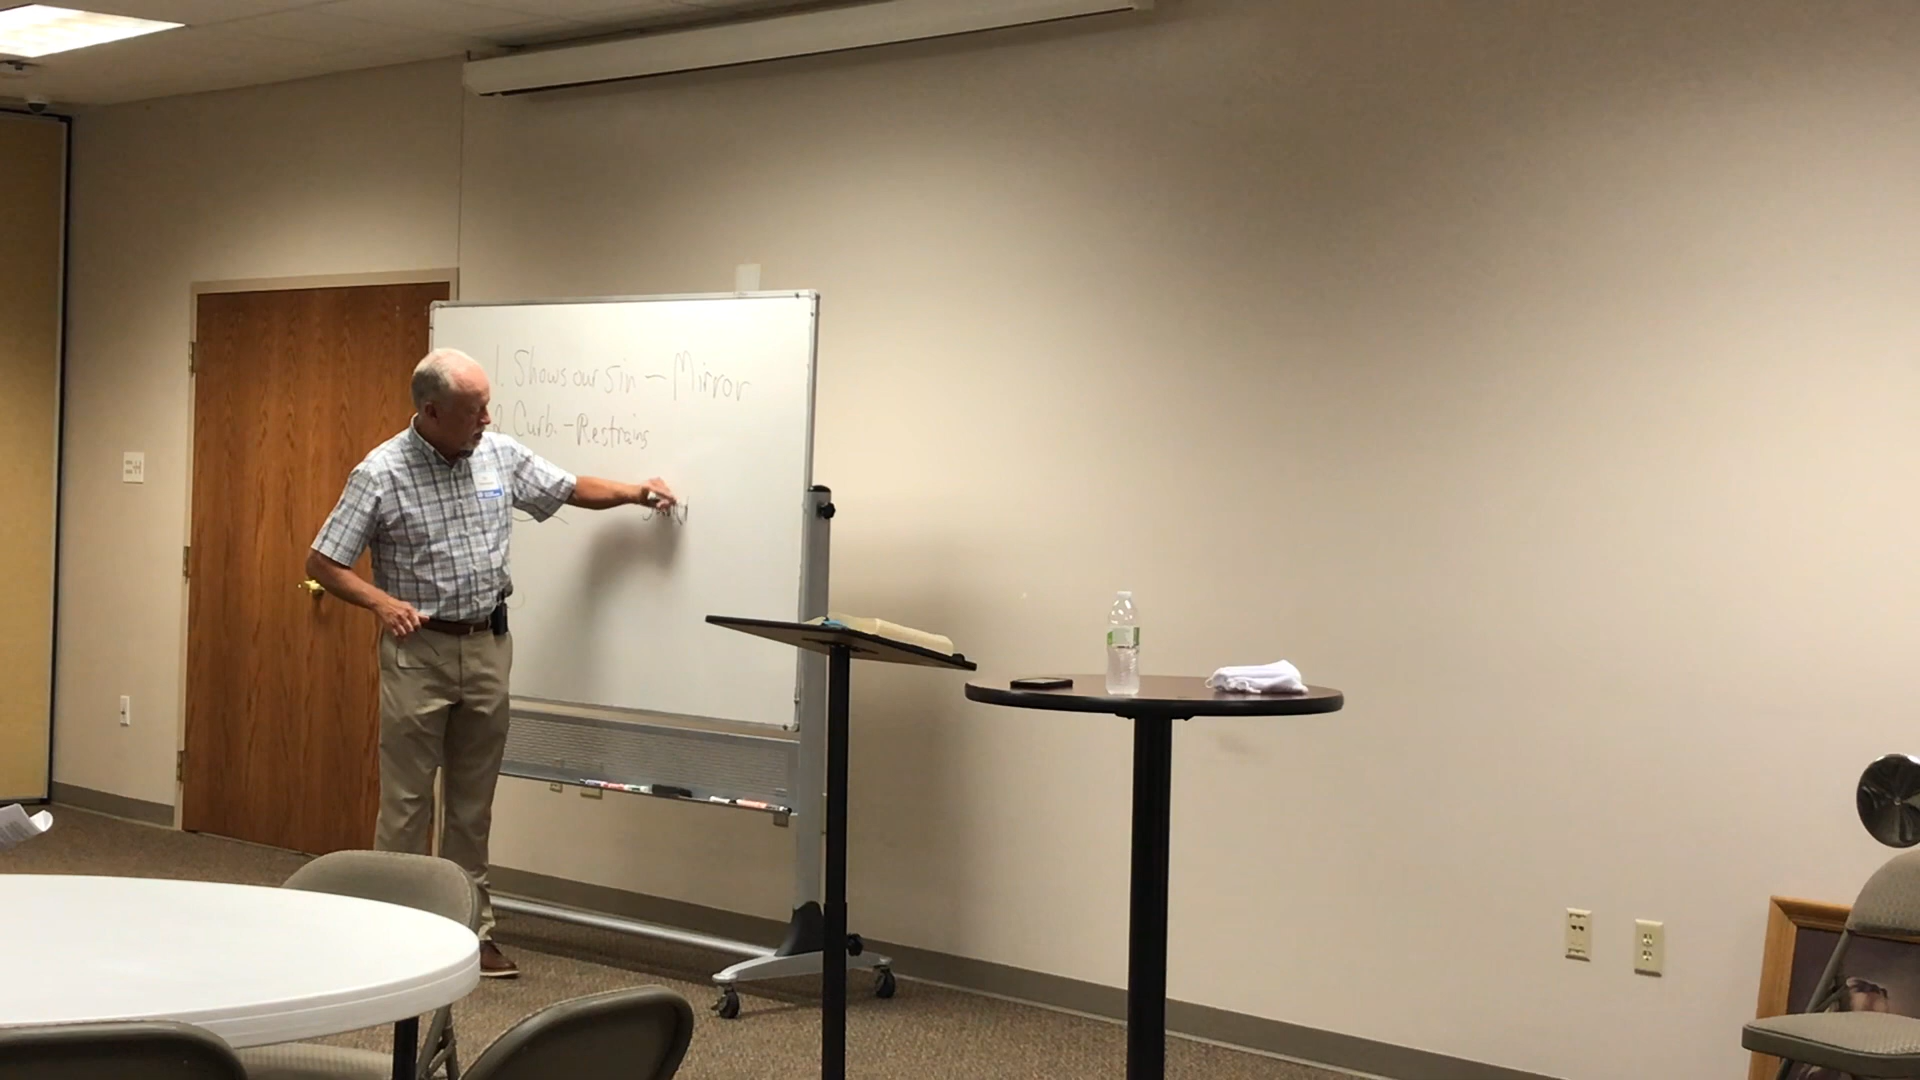 1. Shows our sin — Mirror
2. Curb. - Restrains